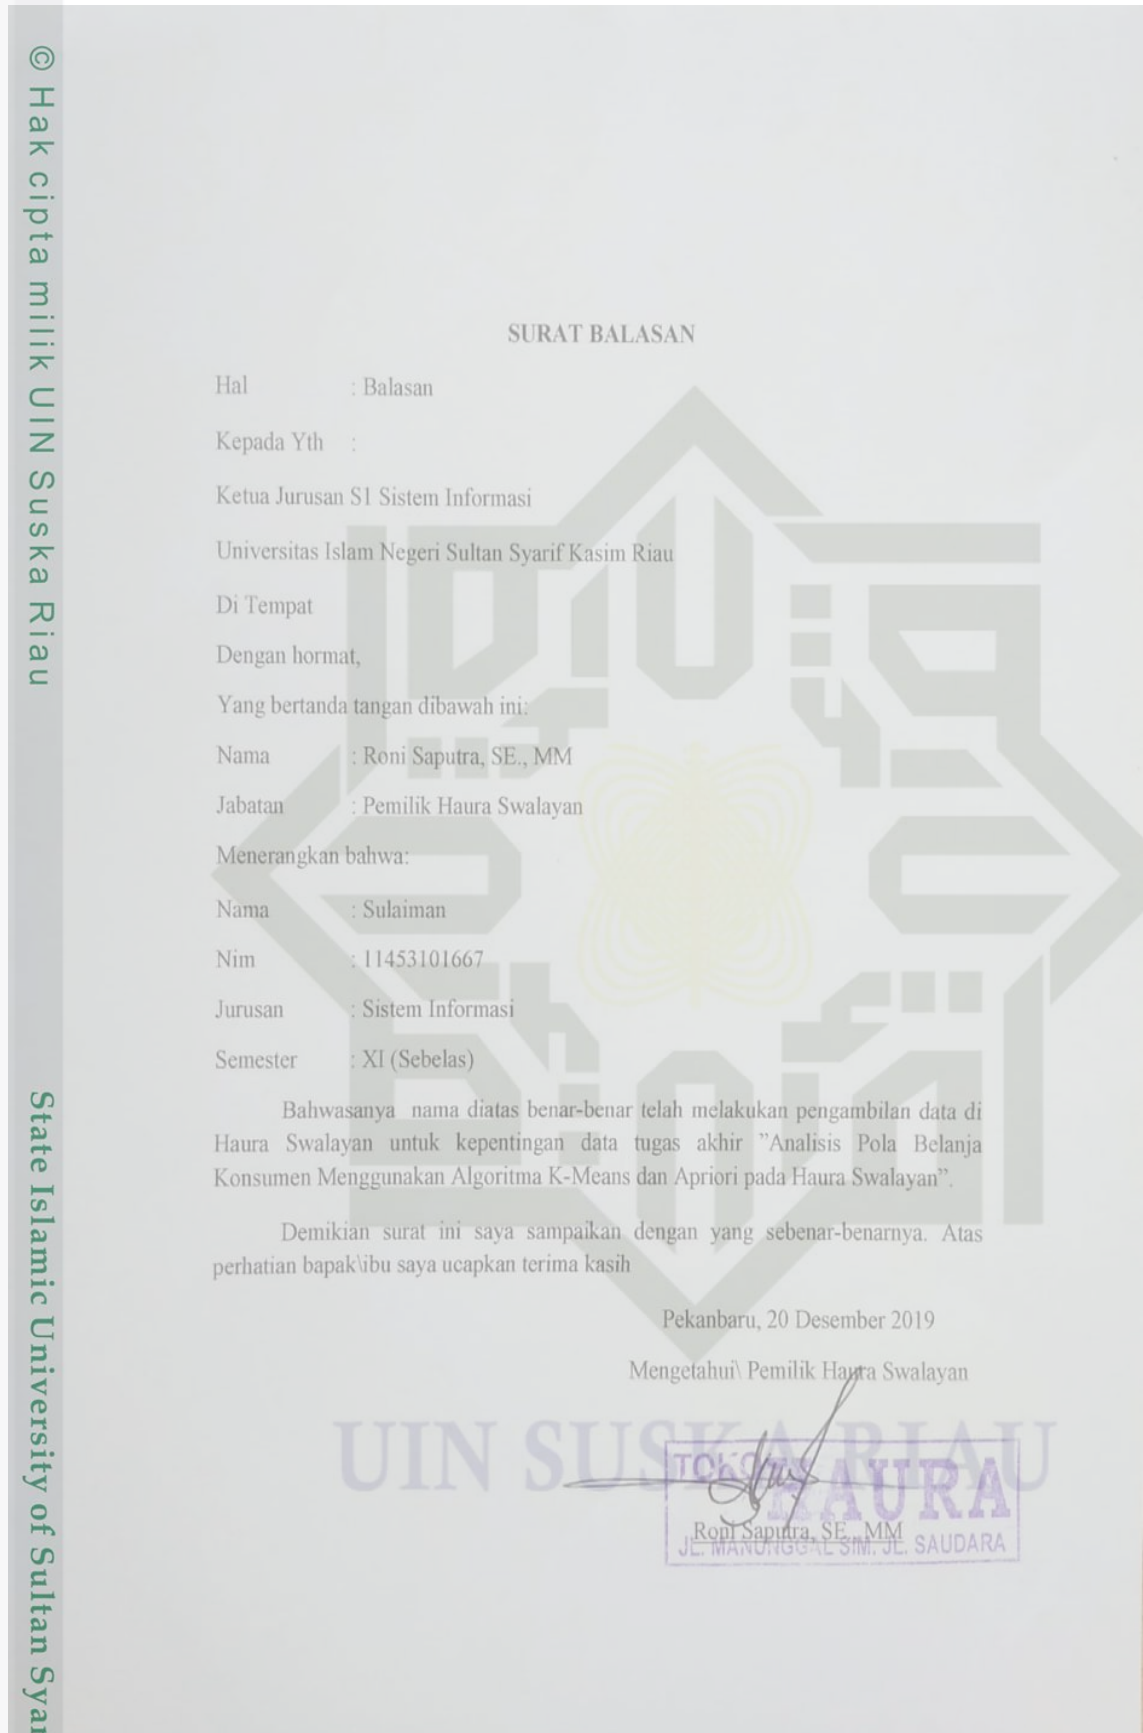 © Hak cipta milik UIN Suska Riau
State Islamic University of Sultan Syar
SURAT BALASAN
Hal : Balasan
Kepada Yth :
Ketua Jurusan S1 Sistem Informasi
Universitas Islam Negeri Sultan Syarif Kasim Riau
Di Tempat
Dengan hormat,
Yang bertanda tangan dibawah ini:
Nama : Roni Saputra, SE., MM
Jabatan : Pemilik Haura Swalayan
Menerangkan bahwa:
Nama : Sulaiman
Nim : 11453101667
Jurusan : Sistem Informasi
Semester : XI (Sebelas)
Bahwasanya nama diatas benar-benar telah melakukan pengambilan data di
Haura Swalayan untuk kepentingan data tugas akhir ”Analisis Pola Belanja
Konsumen Menggunakan Algoritma K-Means dan Apriori pada Haura Swalayan”.
Demikian surat ini saya sampaikan dengan yang sebenar-benarnya. Atas
perhatian bapak\ibu saya ucapkan terima kasih
Pekanbaru, 20 Desember 2019
Mengetahui\ Pemilik Haura Swalayan
UIN SUSKA RIAU
TOKO
HAURA
Roni Saputra, SE., MM
JL. MANUNGGAL SIM. JL. SAUDARA